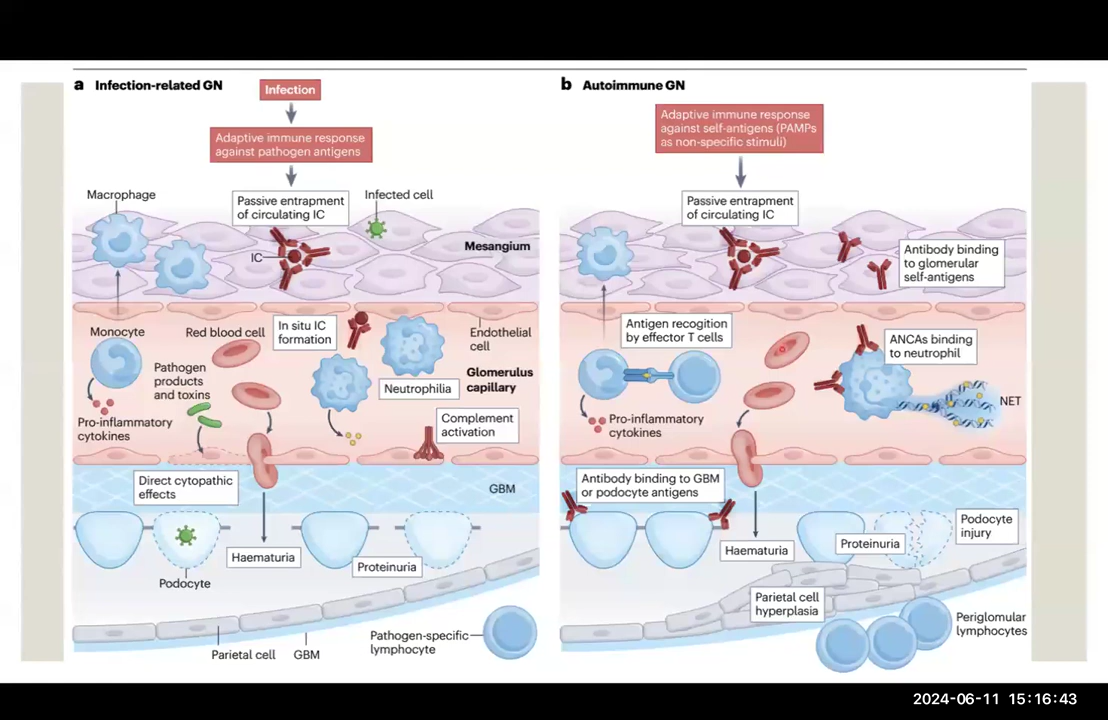 a Infection-related GN
Infection
Adaptive immune response
against pathogen antigens
Macrophage
Passive entrapment
of circulating IC
Infected cell
IC
Mesangium
Monocyte
Red blood cell
In situ IC
formation
Endothelial
cell
Pathogen
products
and toxins
Neutrophilia
Glomerulus
capillary
Pro-inflammatory
cytokines
Complement
activation
Direct cytopathic
effects
GBM
Haematuria
Proteinuria
Podocyte
Parietal cell
GBM
Pathogen-specific
lymphocyte
b Autoimmune GN
Adaptive immune response
against self-antigens (PAMPs
as non-specific stimuli)
Passive entrapment
of circulating IC
Antibody binding
to glomerular
self-antigens
Antigen recogition
by effector T cells
ANCAs binding
to neutrophil
NET
Pro-inflammatory
cytokines
Antibody binding to GBM
or podocyte antigens
Haematuria
Proteinuria
Podocyte
injury
Parietal cell
hyperplasia
Periglomular
lymphocytes
2024-06-11 15:16:43